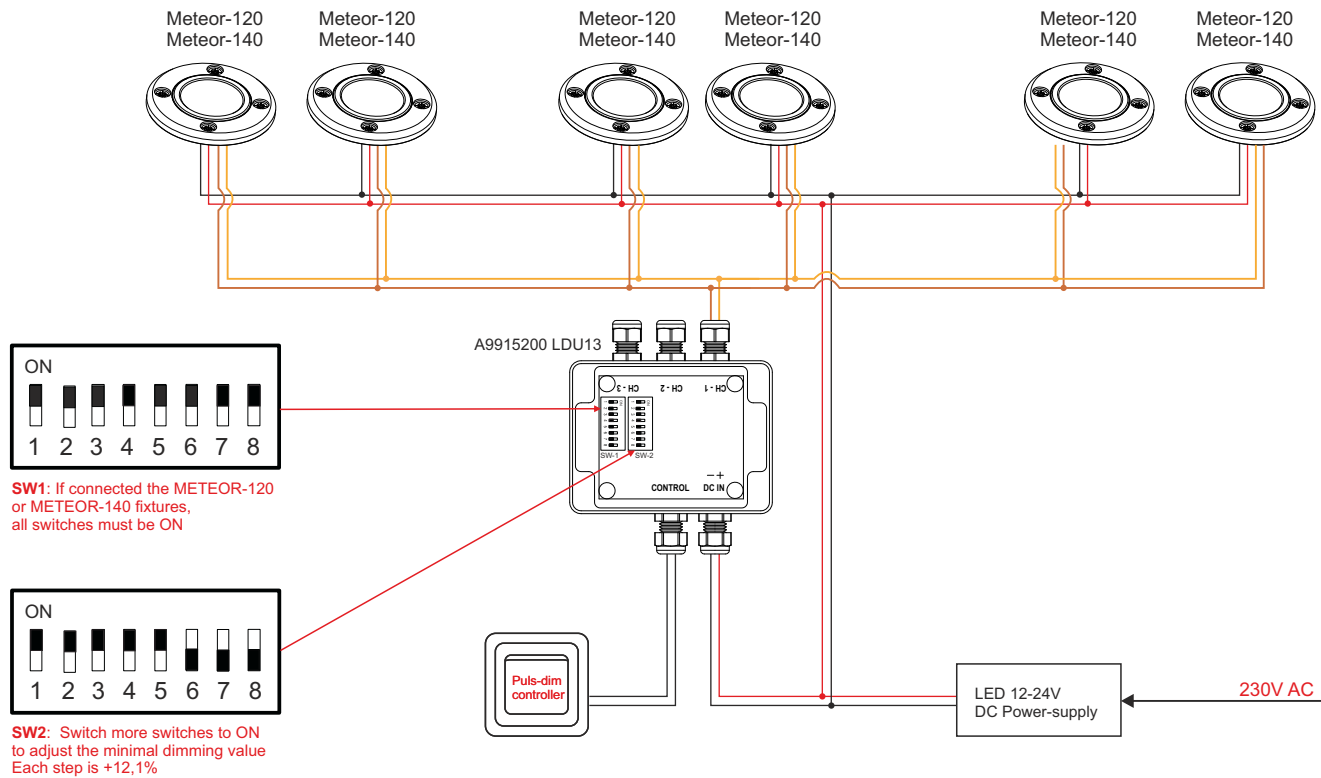 Meteor-120
Meteor-140
Meteor-120
Meteor-140
Meteor-120
Meteor-140
Meteor-120
Meteor-140
Meteor-120
Meteor-140
Meteor-120
Meteor-140
A9915200 LDU13
CH - 3
CH - 2
CH - 1
SW-1
SW-2
– +
CONTROL
DC IN
ON
1 2 3 4 5 6 7 8
SW1: If connected the METEOR-120
or METEOR-140 fixtures,
all switches must be ON
ON
1 2 3 4 5 6 7 8
SW2: Switch more switches to ON
to adjust the minimal dimming value
Each step is +12,1%
Puls-dim
controller
LED 12-24V
DC Power-supply
230V AC